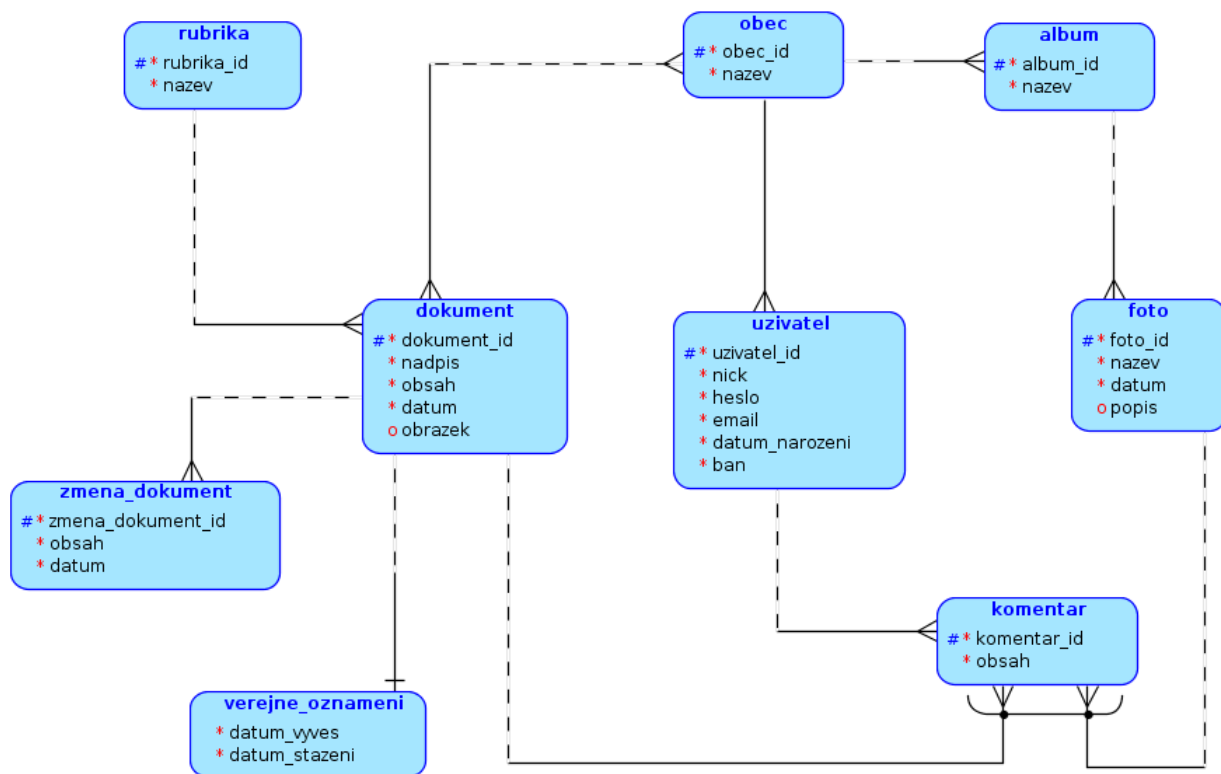 rubrika
# * rubrika_id
* nazev
obec
# * obec_id
* nazev
album
# * album_id
* nazev
dokument
# * dokument_id
* nadpis
* obsah
* datum
o obrazek
uzivatel
# * uzivatel_id
* nick
* heslo
* email
* datum_narozeni
* ban
foto
# * foto_id
* nazev
* datum
o popis
zmena_dokument
# * zmena_dokument_id
* obsah
* datum
komentar
# * komentar_id
* obsah
verejne_oznameni
* datum_vyves
* datum_stazeni